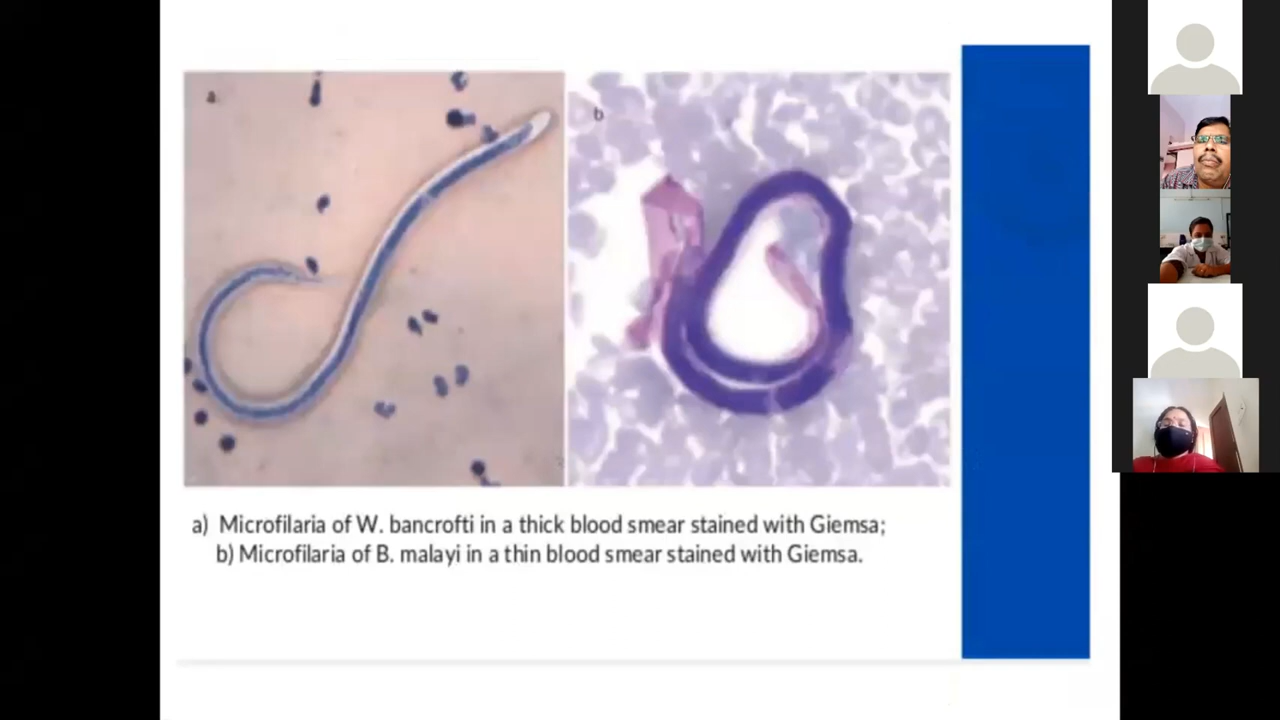 a
b
a) Microfilaria of W. bancrofti in a thick blood smear stained with Giemsa;
b) Microfilaria of B. malayi in a thin blood smear stained with Giemsa.